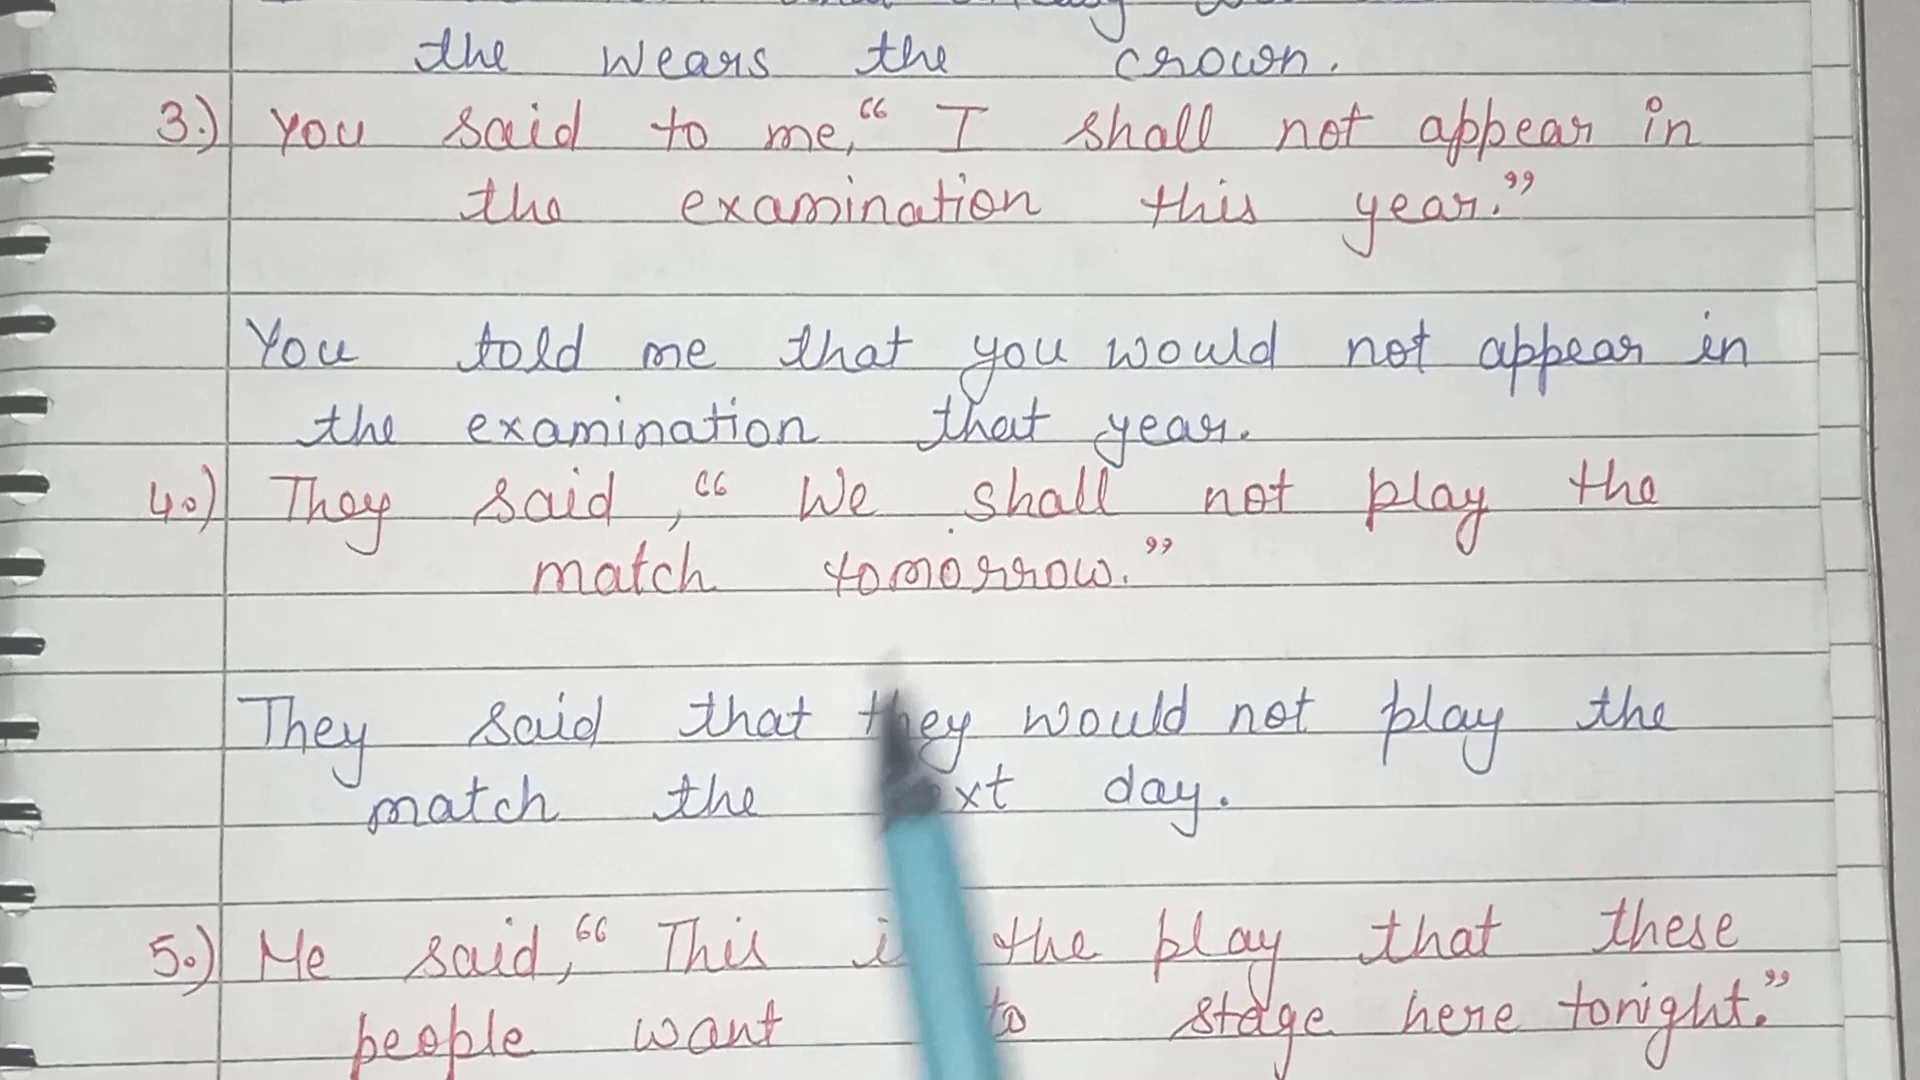 the wears the crown.
3.) You said to me, " I shall not appear in
the examination this year."
You told me that you would not appear in
the examination that year.
4.) They said, " We shall not play the
match tomorrow."
They said that they would not play the
match the day.
5.) He said, " This the play that these
people want to stage here tonight."